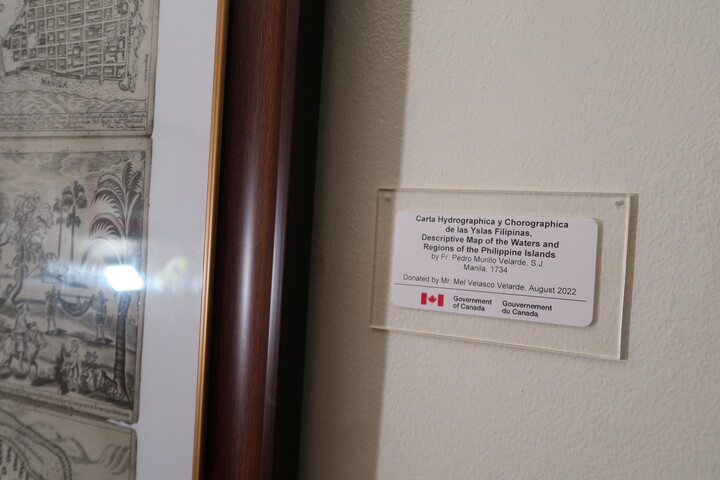 MANILA
Carta Hydrographica y Chorographica
de las Yslas Filipinas,
Descriptive Map of the Waters and
Regions of the Philippine Islands
by Fr. Pedro Murillo Velarde, S.J.
Manila, 1734
Donated by Mr. Mel Velasco Velarde, August 2022
Government
of Canada
Gouvernement
du Canada